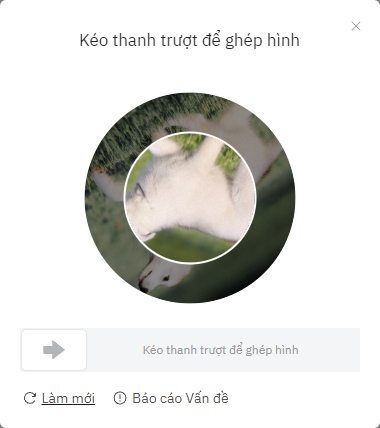 Kéo thanh trượt để ghép hình
Kéo thanh trượt để ghép hình
Làm mới
Báo cáo Vấn đề